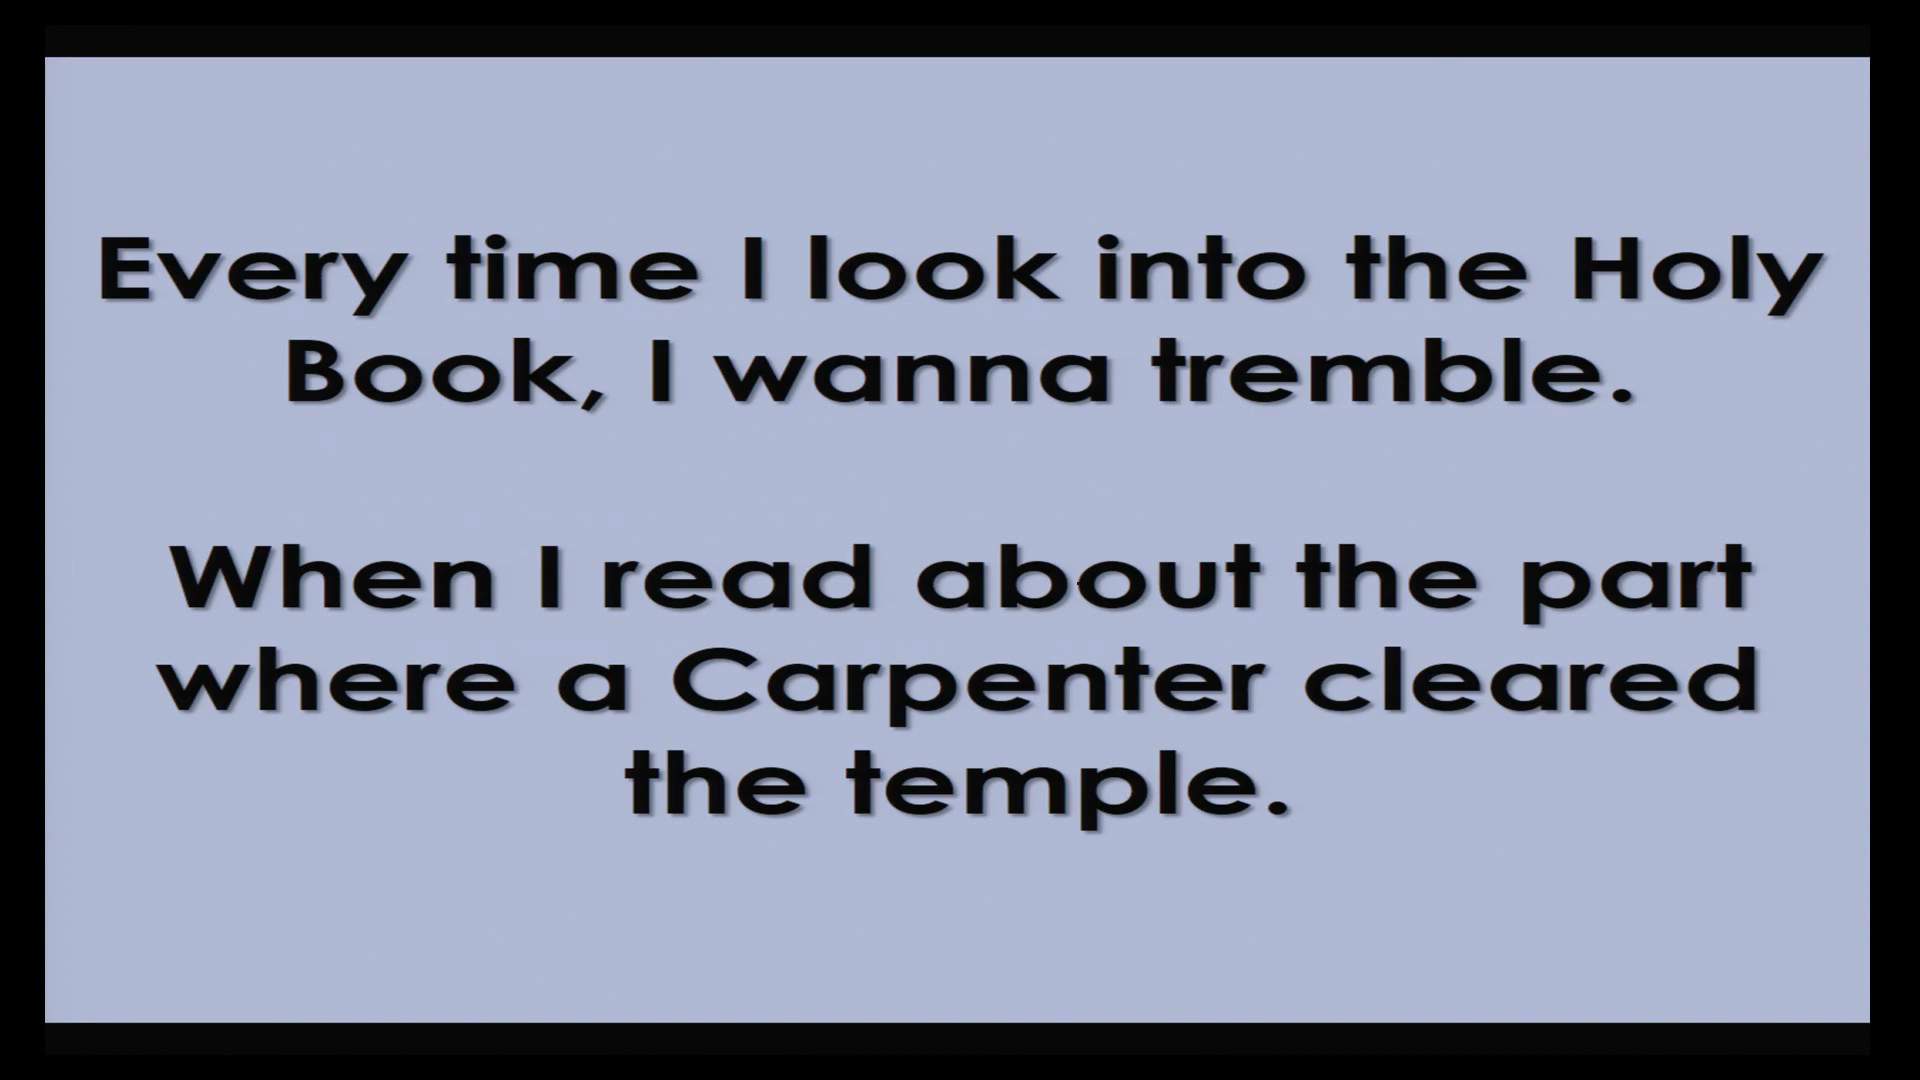 Every time I look into the Holy
Book, I wanna tremble.
When I read about the part
where a Carpenter cleared
the temple.